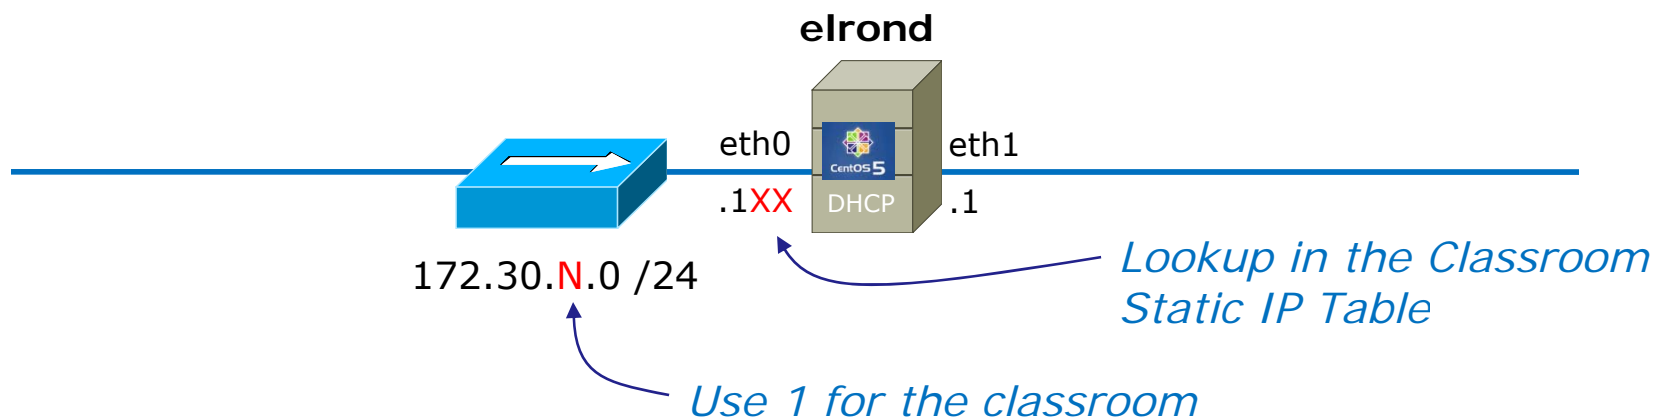 elrond
eth0
eth1
CentOS 5
.1XX
DHCP
.1
172.30.N.0 /24
Lookup in the Classroom
Static IP Table
Use 1 for the classroom